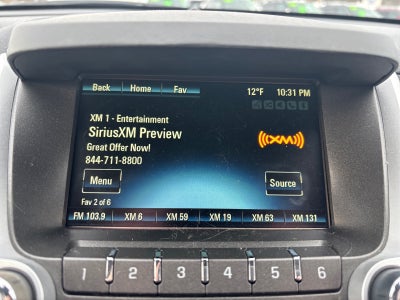 Back Home Fav 12°F 10:31 PM
XM 1 - Entertainment
SiriusXM Preview
Great Offer Now!
844-711-8800
((XM))
Menu Source
Fav 2 of 6
FM 103.9 XM 6 XM 59 XM 19 XM 63 XM 131
1 2 3 4 5 6